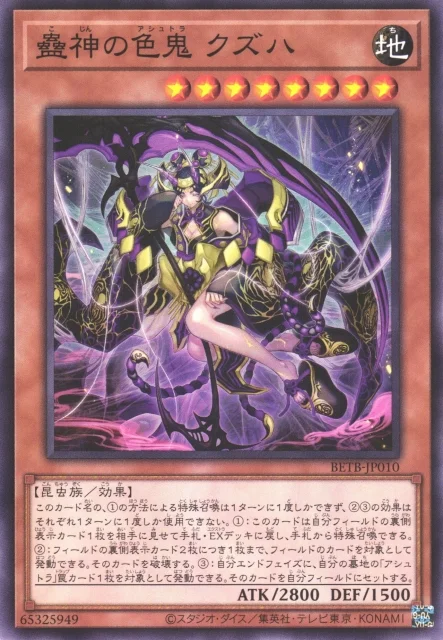 蠱神の色鬼 クズハ
アシュトラ
地
BETB-JP010
【昆虫族／効果】
このカード名の、①の方法による特殊召喚は1ターンに1度しかできず、②③の効果は
それぞれ1ターンに1度しか使用できない。①：このカードは自分フィールドの裏側
表示カード1枚を相手に見せて手札・EXデッキに戻し、手札から特殊召喚できる。
②：フィールドの裏側表示カード2枚につき1枚まで、フィールドのカードを対象として
発動できる。そのカードを破壊する。③：自分エンドフェイズに、自分の墓地の「アシュ
トラ」罠カード1枚を対象として発動できる。そのカードを自分フィールドにセットする。
ATK/2800 DEF/1500
65325949
©スタジオ・ダイス／集英社・テレビ東京・KONAMI